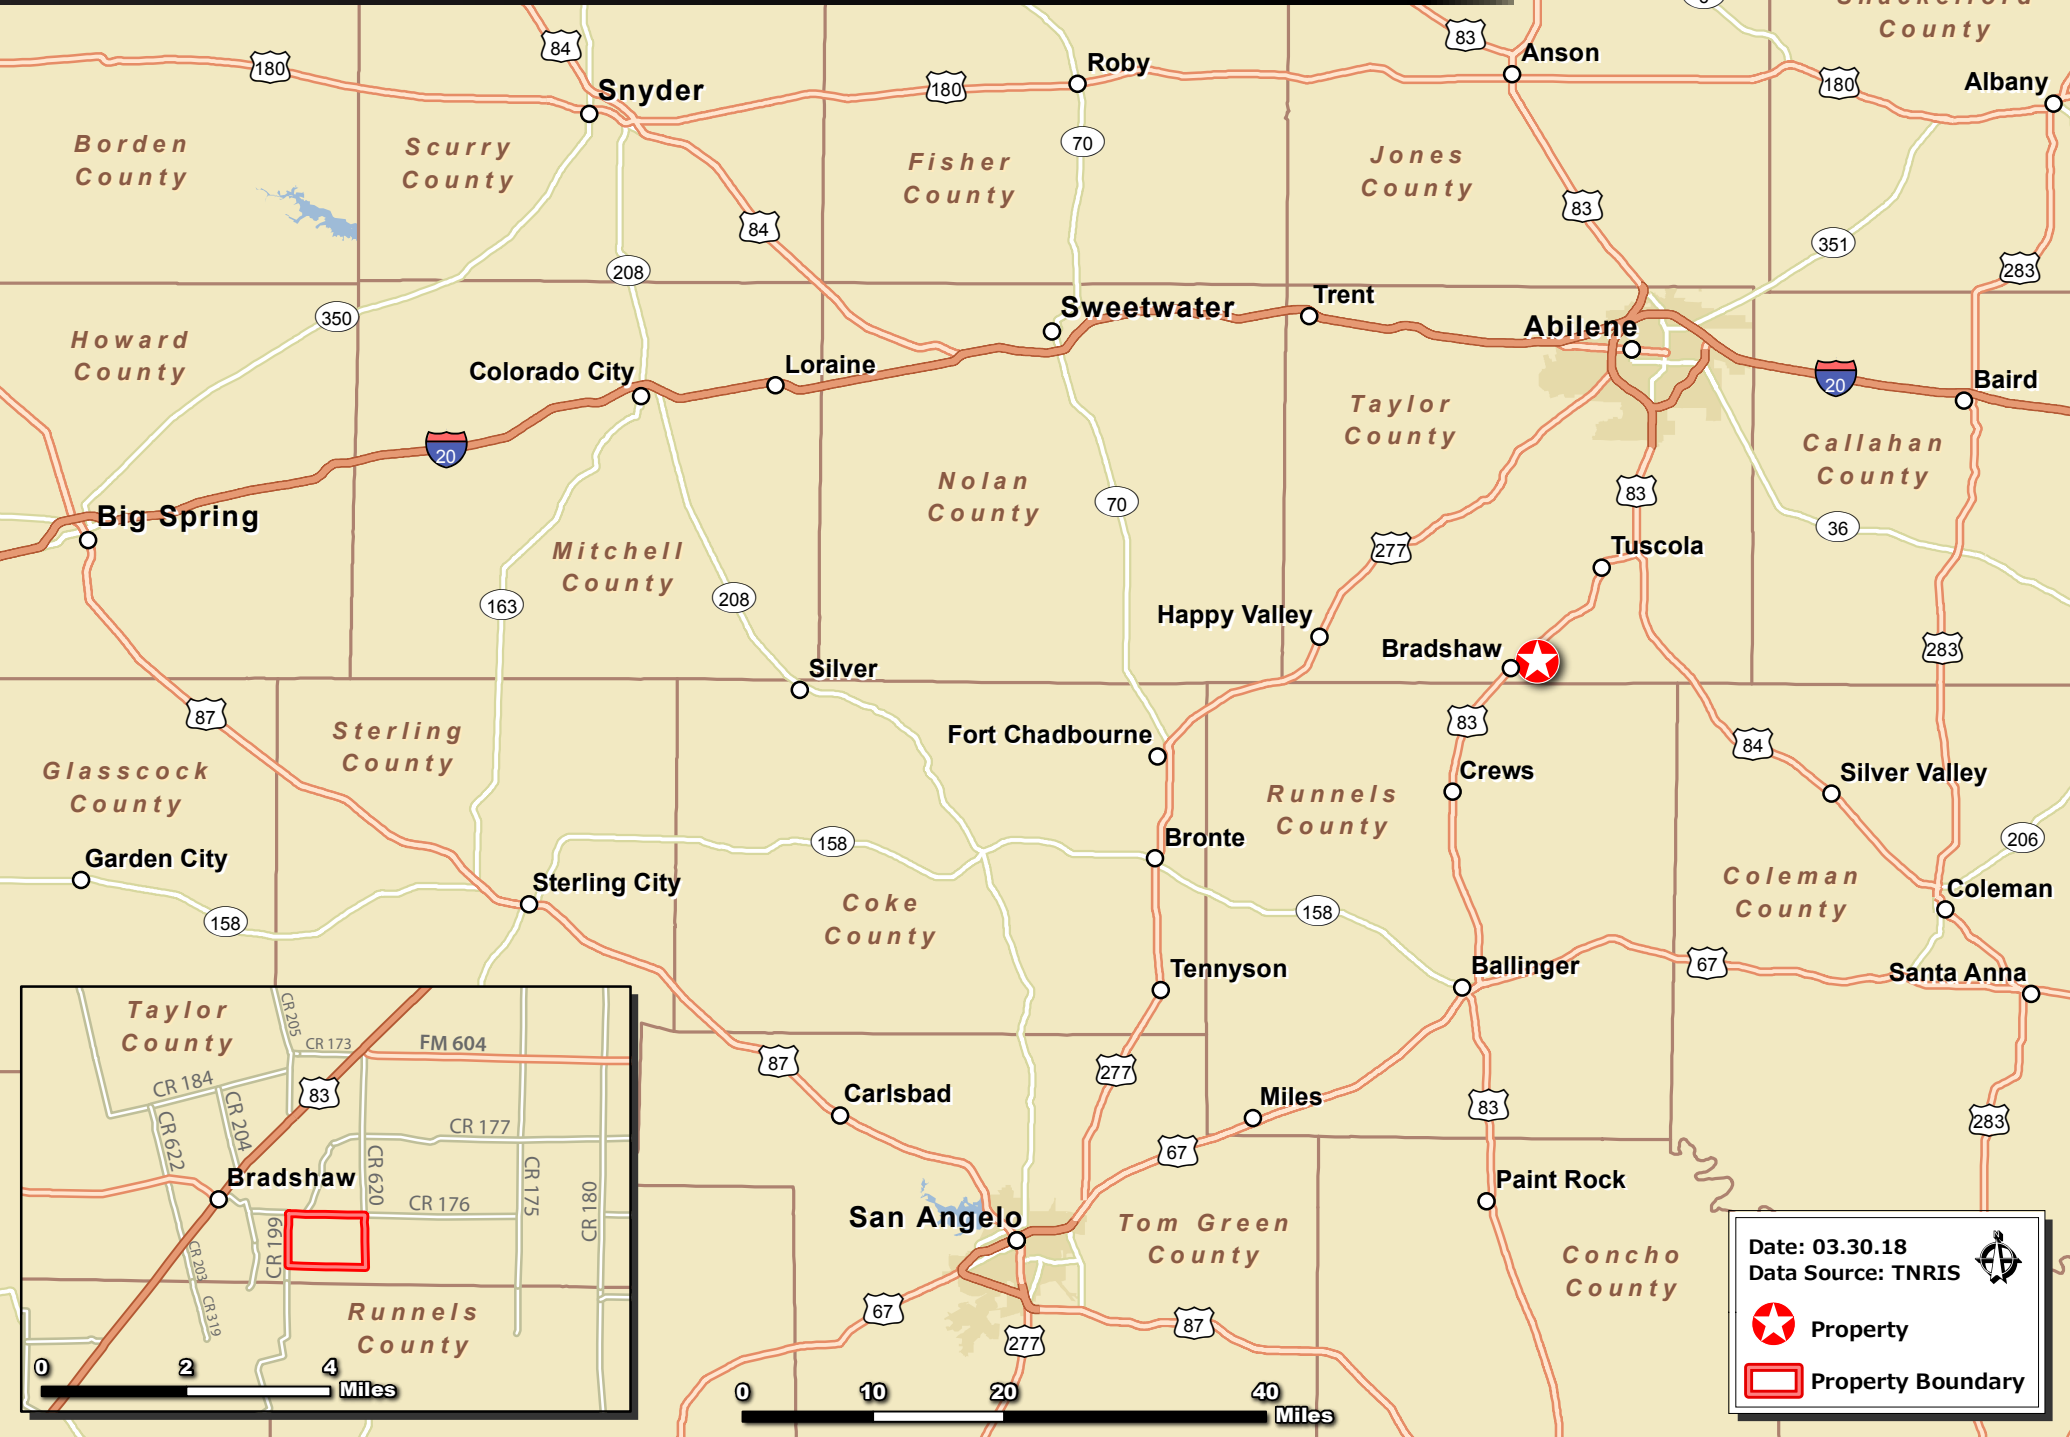 Shackelford
County
83
Anson
84
Roby
180
Snyder
180
180
Albany
Borden
County
Scurry
County
70
Fisher
County
Jones
County
83
84
351
208
283
350
Sweetwater
Trent
Abilene
Howard
County
Colorado City
Loraine
20
Baird
Taylor
County
Callahan
County
20
Nolan
County
70
83
Big Spring
36
Mitchell
County
277
Tuscola
163
208
Happy Valley
Bradshaw
283
Silver
87
83
Sterling
County
Fort Chadbourne
84
Glasscock
County
Crews
Silver Valley
Runnels
County
158
Bronte
206
Garden City
Sterling City
Coleman
County
Coleman
158
Coke
County
158
Tennyson
Ballinger
67
Santa Anna
87
277
Carlsbad
Miles
83
283
67
Paint Rock
San Angelo
Tom Green
County
Concho
County
67
87
277
0 10 20 40
Miles
Taylor
County
CR 205
CR 173
FM 604
CR 184
83
CR 204
CR 622
CR 177
Bradshaw
CR 620
CR 175
CR 176
CR 180
CR 199
CR 203
CR 319
Runnels
County
0 2 4
Miles
Date: 03.30.18
Data Source: TNRIS
Property
Property Boundary